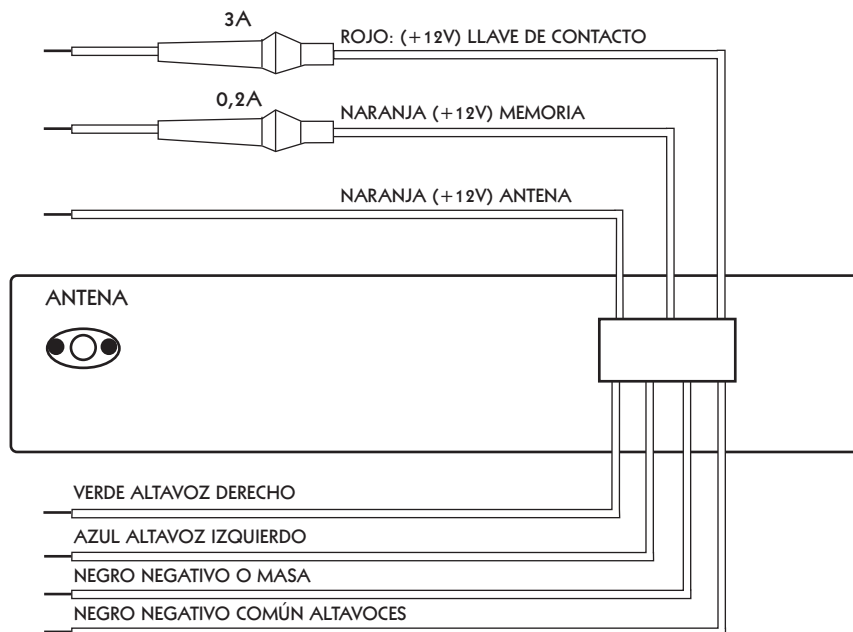 3A
ROJO: (+12V) LLAVE DE CONTACTO
0,2A
NARANJA (+12V) MEMORIA
NARANJA (+12V) ANTENA
ANTENA
VERDE ALTAVOZ DERECHO
AZUL ALTAVOZ IZQUIERDO
NEGRO NEGATIVO O MASA
NEGRO NEGATIVO COMÚN ALTAVOCES